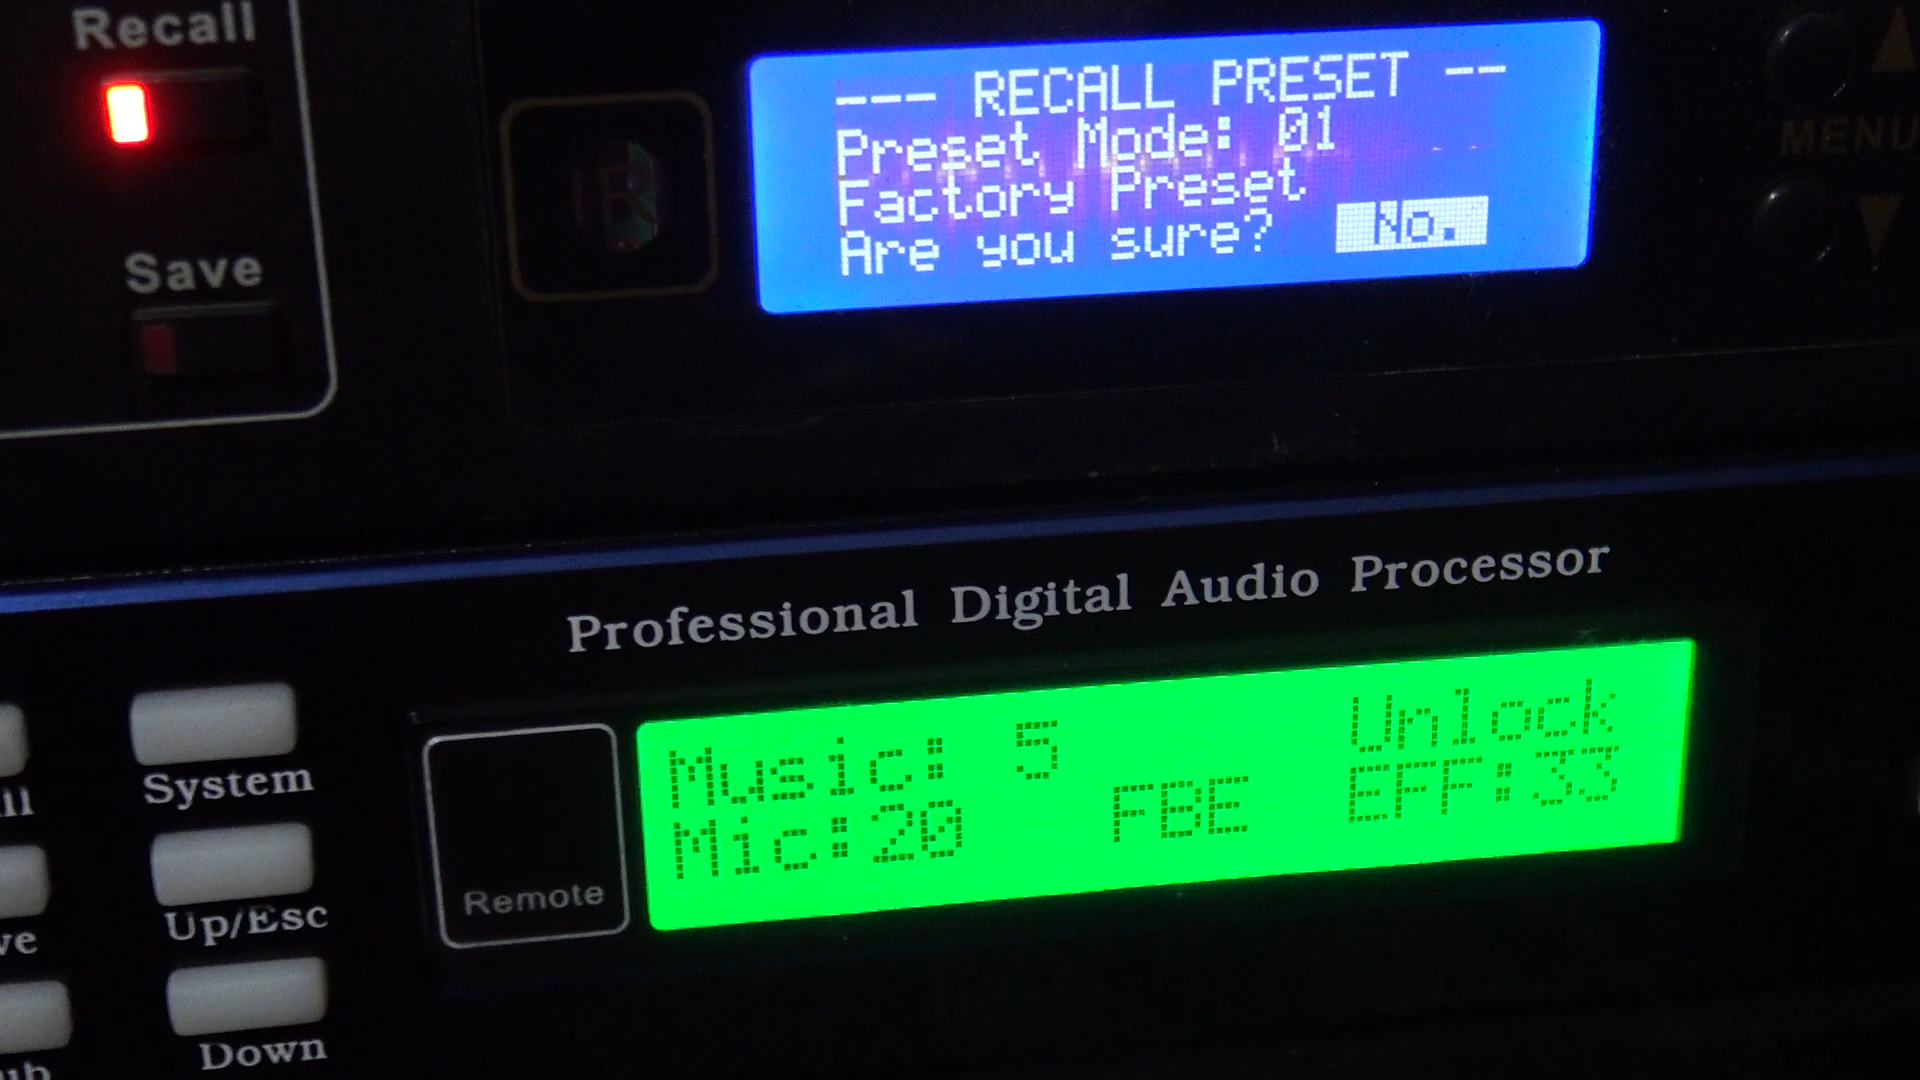 Recall
Save
--- RECALL PRESET --
Preset Mode: 01
Factory Preset
Are you sure? No.
MENU
Professional Digital Audio Processor
System
Up/Esc
Down
Remote
Music: 5 Unlock
Mic:20 FBE EFF:33